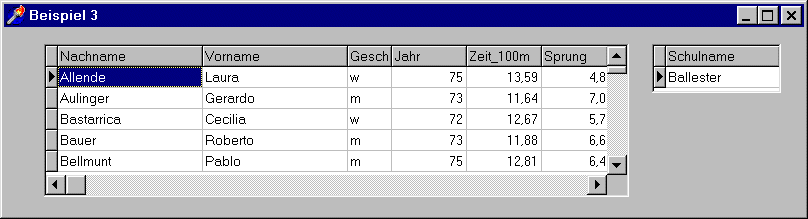 Beispiel 3
Nachname Vorname Gesch Jahr Zeit_100m Sprung
Allende Laura w 75 13,59 4,8
Aulinger Gerardo m 73 11,64 7,0
Bastarrica Cecilia w 72 12,67 5,7
Bauer Roberto m 73 11,88 6,6
Bellmunt Pablo m 75 12,81 6,4
Schulname
Ballester